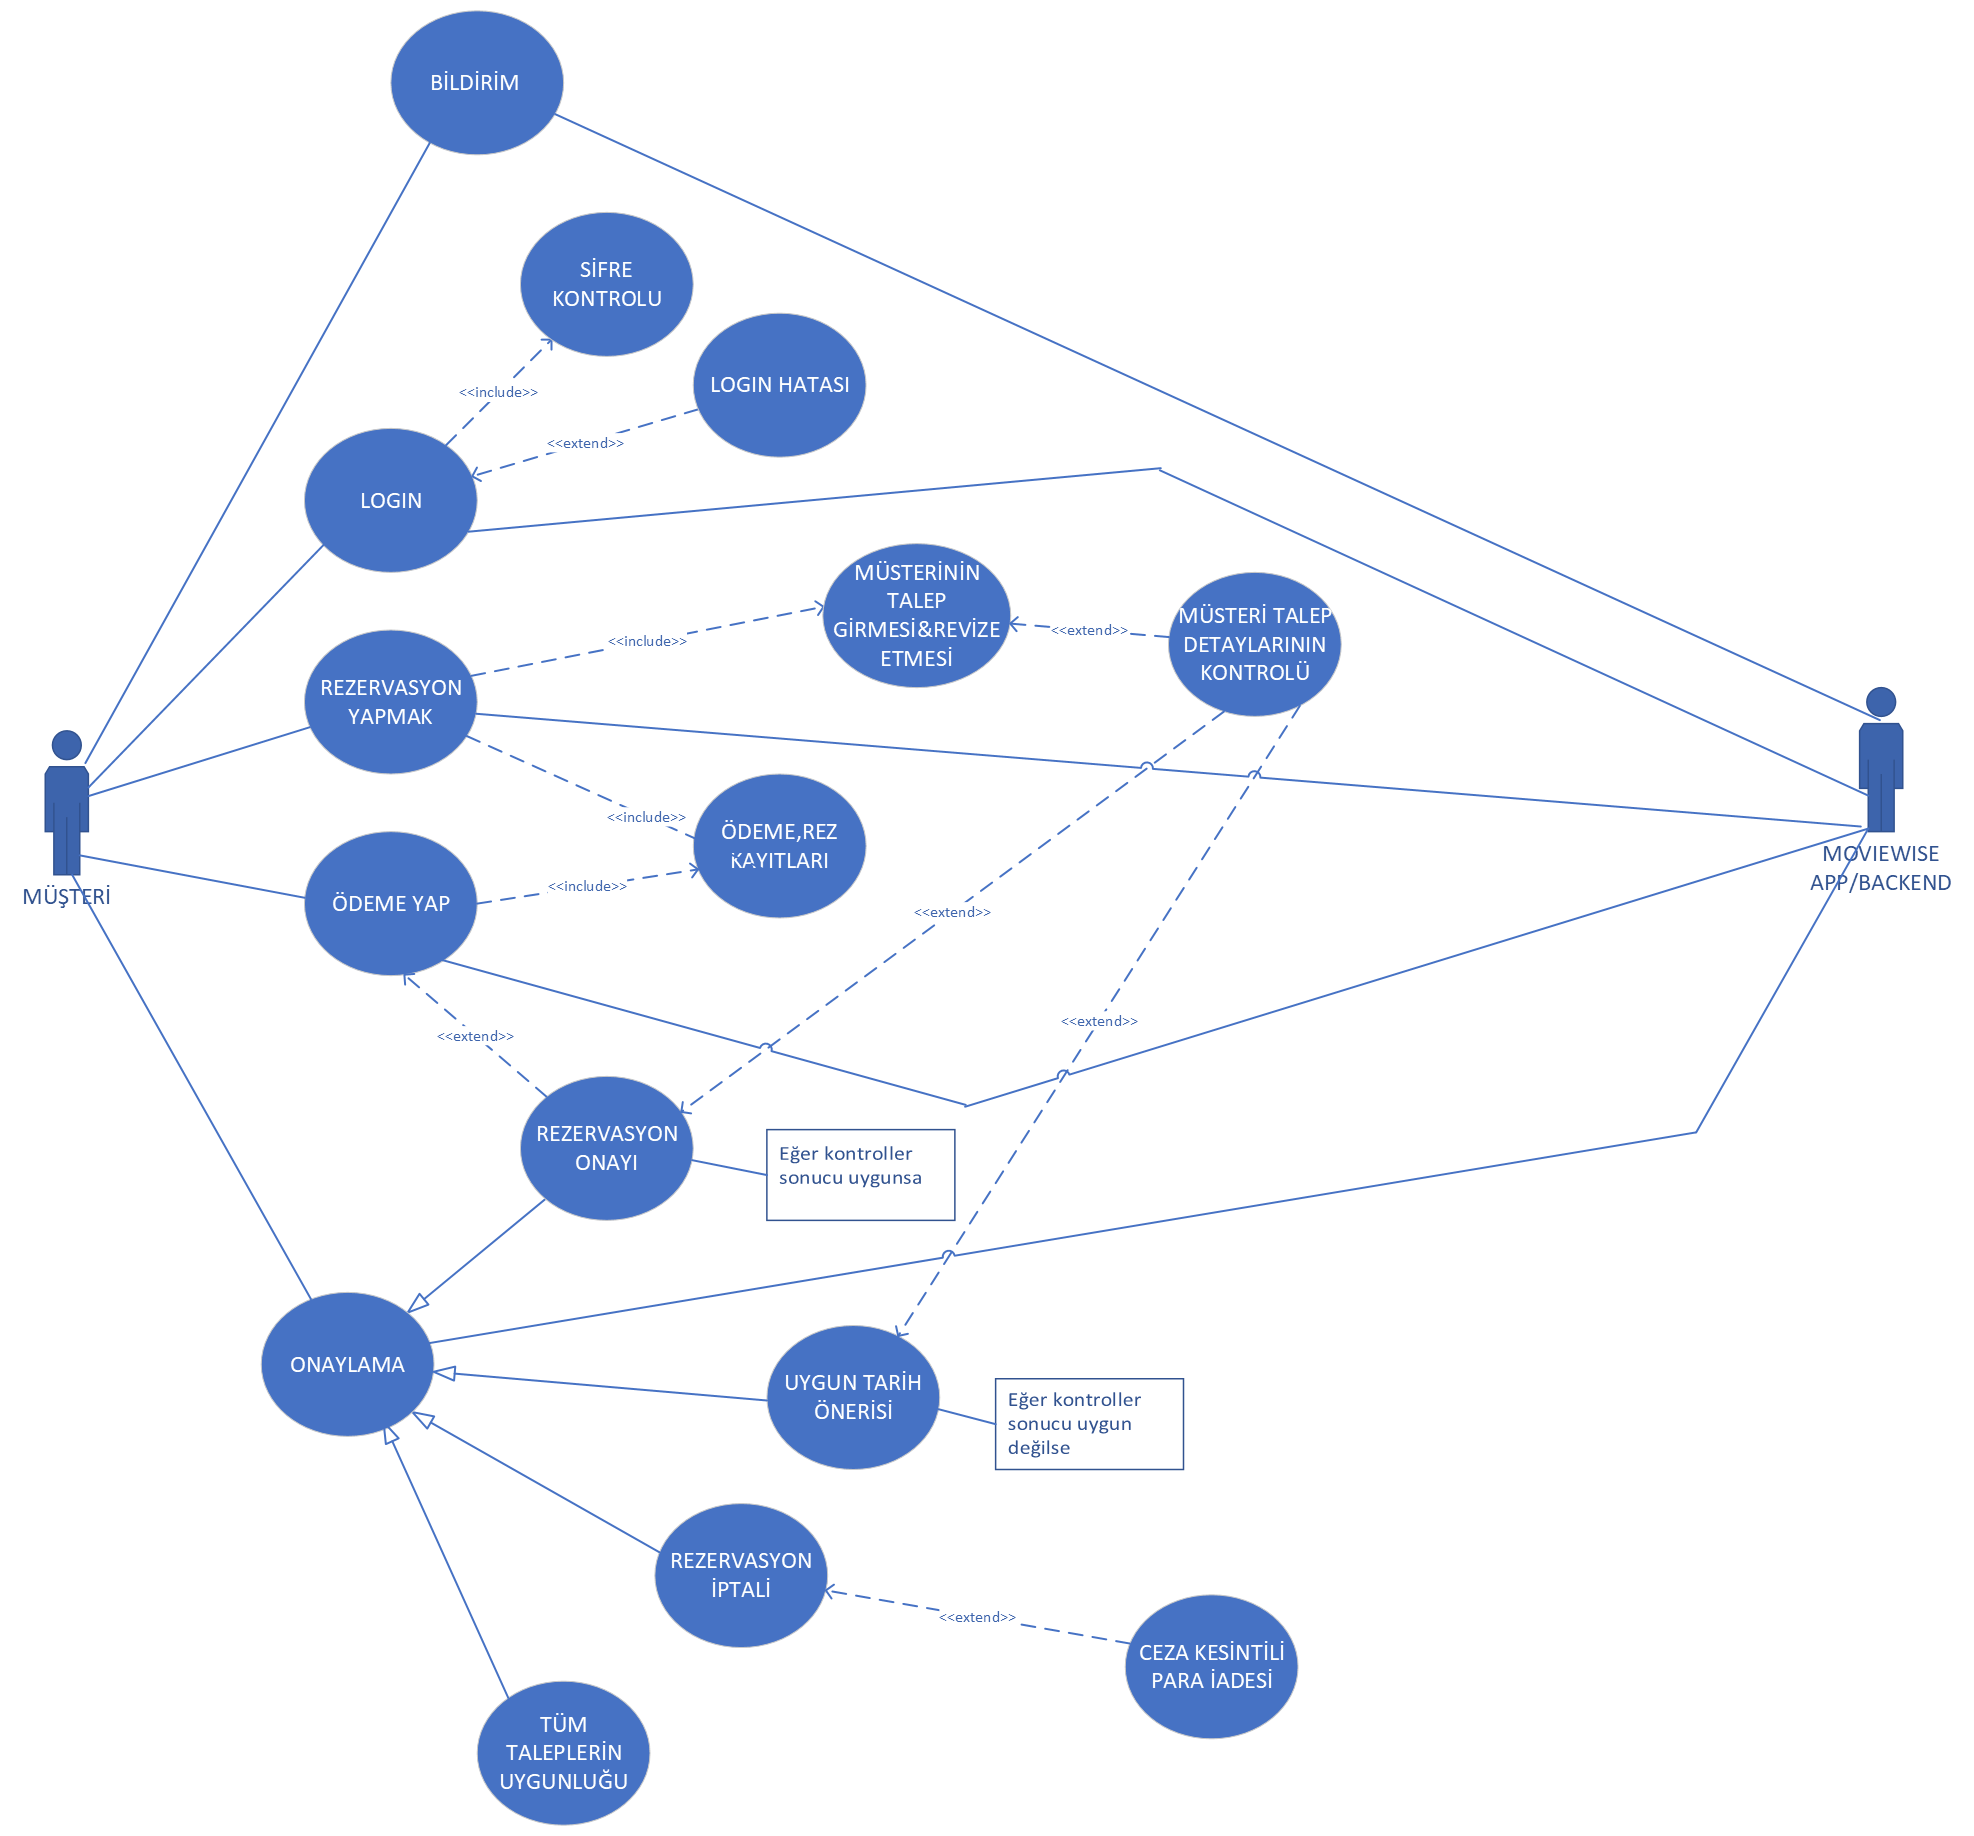 BİLDİRİM
SİFRE
KONTROLU
<<include>>
LOGIN HATASI
<<extend>>
LOGIN
MÜSTERİNİN
TALEP
GİRMESİ&REVİZE
ETMESİ
<<include>>
<<extend>>
MÜSTERİ TALEP
DETAYLARININ
KONTROLÜ
REZERVASYON
YAPMAK
<<include>>
ÖDEME,REZ
KAYITLARI
MÜŞTERİ
MOVIEWISE
APP/BACKEND
ÖDEME YAP
<<include>>
<<extend>>
<<extend>>
<<extend>>
REZERVASYON
ONAYI
Eğer kontroller
sonucu uygunsa
ONAYLAMA
UYGUN TARİH
ÖNERİSİ
Eğer kontroller
sonucu uygun
değilse
REZERVASYON
İPTALİ
<<extend>>
CEZA KESİNTİLİ
PARA İADESİ
TÜM
TALEPLERİN
UYGUNLUĞU